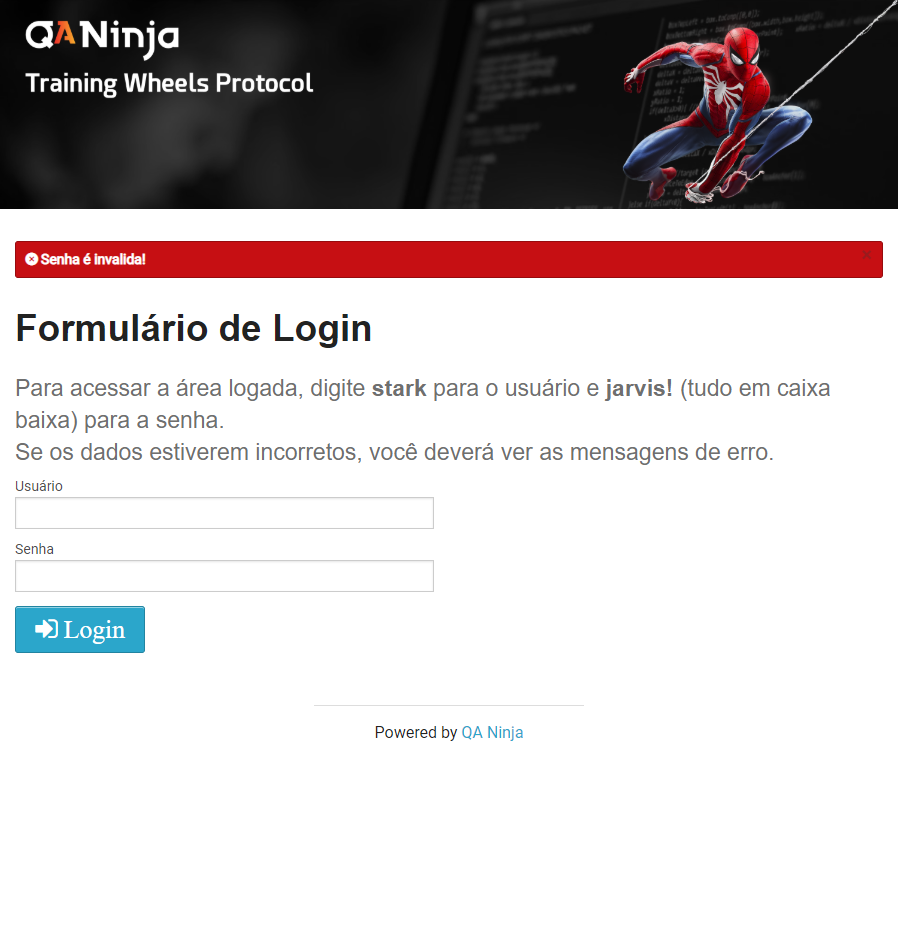 QANinja
Training Wheels Protocol
Senha é invalida!
×
Formulário de Login
Para acessar a área logada, digite stark para o usuário e jarvis! (tudo em caixa
baixa) para a senha.
Se os dados estiverem incorretos, você deverá ver as mensagens de erro.
Usuário
Senha
Login
Powered by QA Ninja